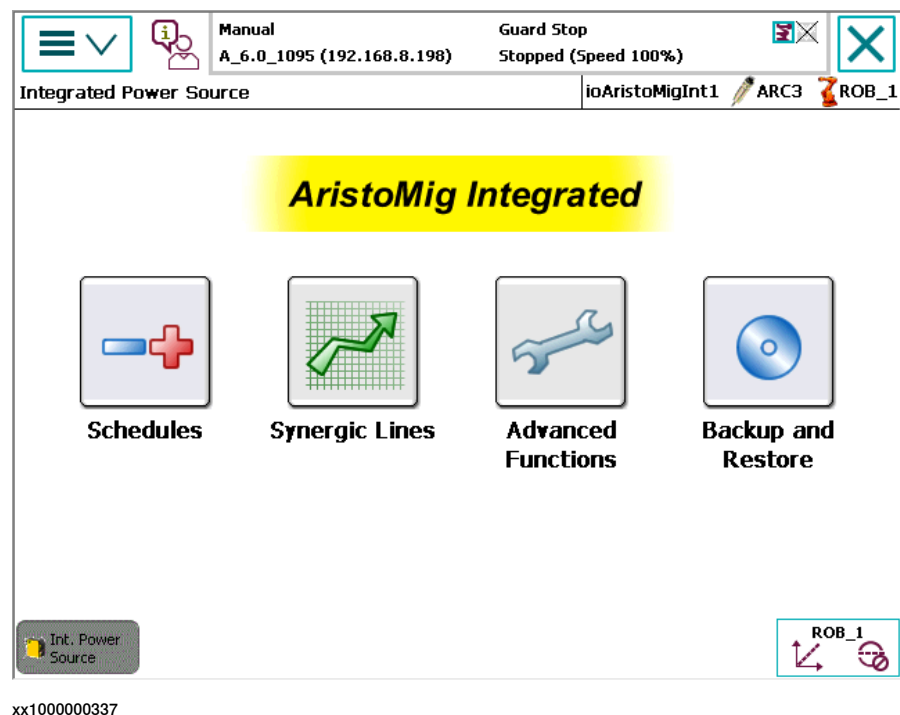 Manual
A_6.0_1095 (192.168.8.198)
Guard Stop
Stopped (Speed 100%)
Integrated Power Source
ioAristoMigInt1
ARC3
ROB_1
AristoMig Integrated
Schedules
Synergic Lines
Advanced
Functions
Backup and
Restore
Int. Power
Source
ROB_1
xx1000000337